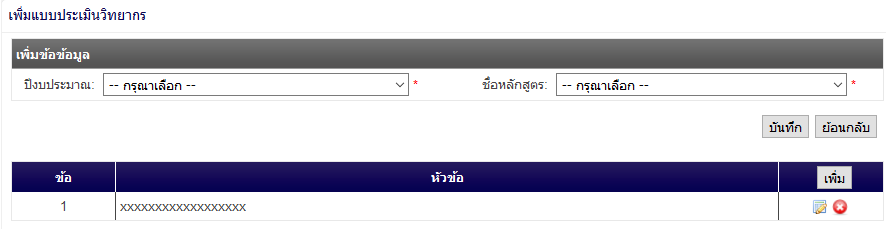 เพิ่มแบบประเมินวิทยากร
เพิ่มข้อข้อมูล
ปีงบประมาณ: -- กรุณาเลือก -- * ชื่อหลักสูตร: -- กรุณาเลือก -- *
บันทึก ย้อนกลับ
ข้อ หัวข้อ เพิ่ม
1 xxxxxxxxxxxxxxxxxx